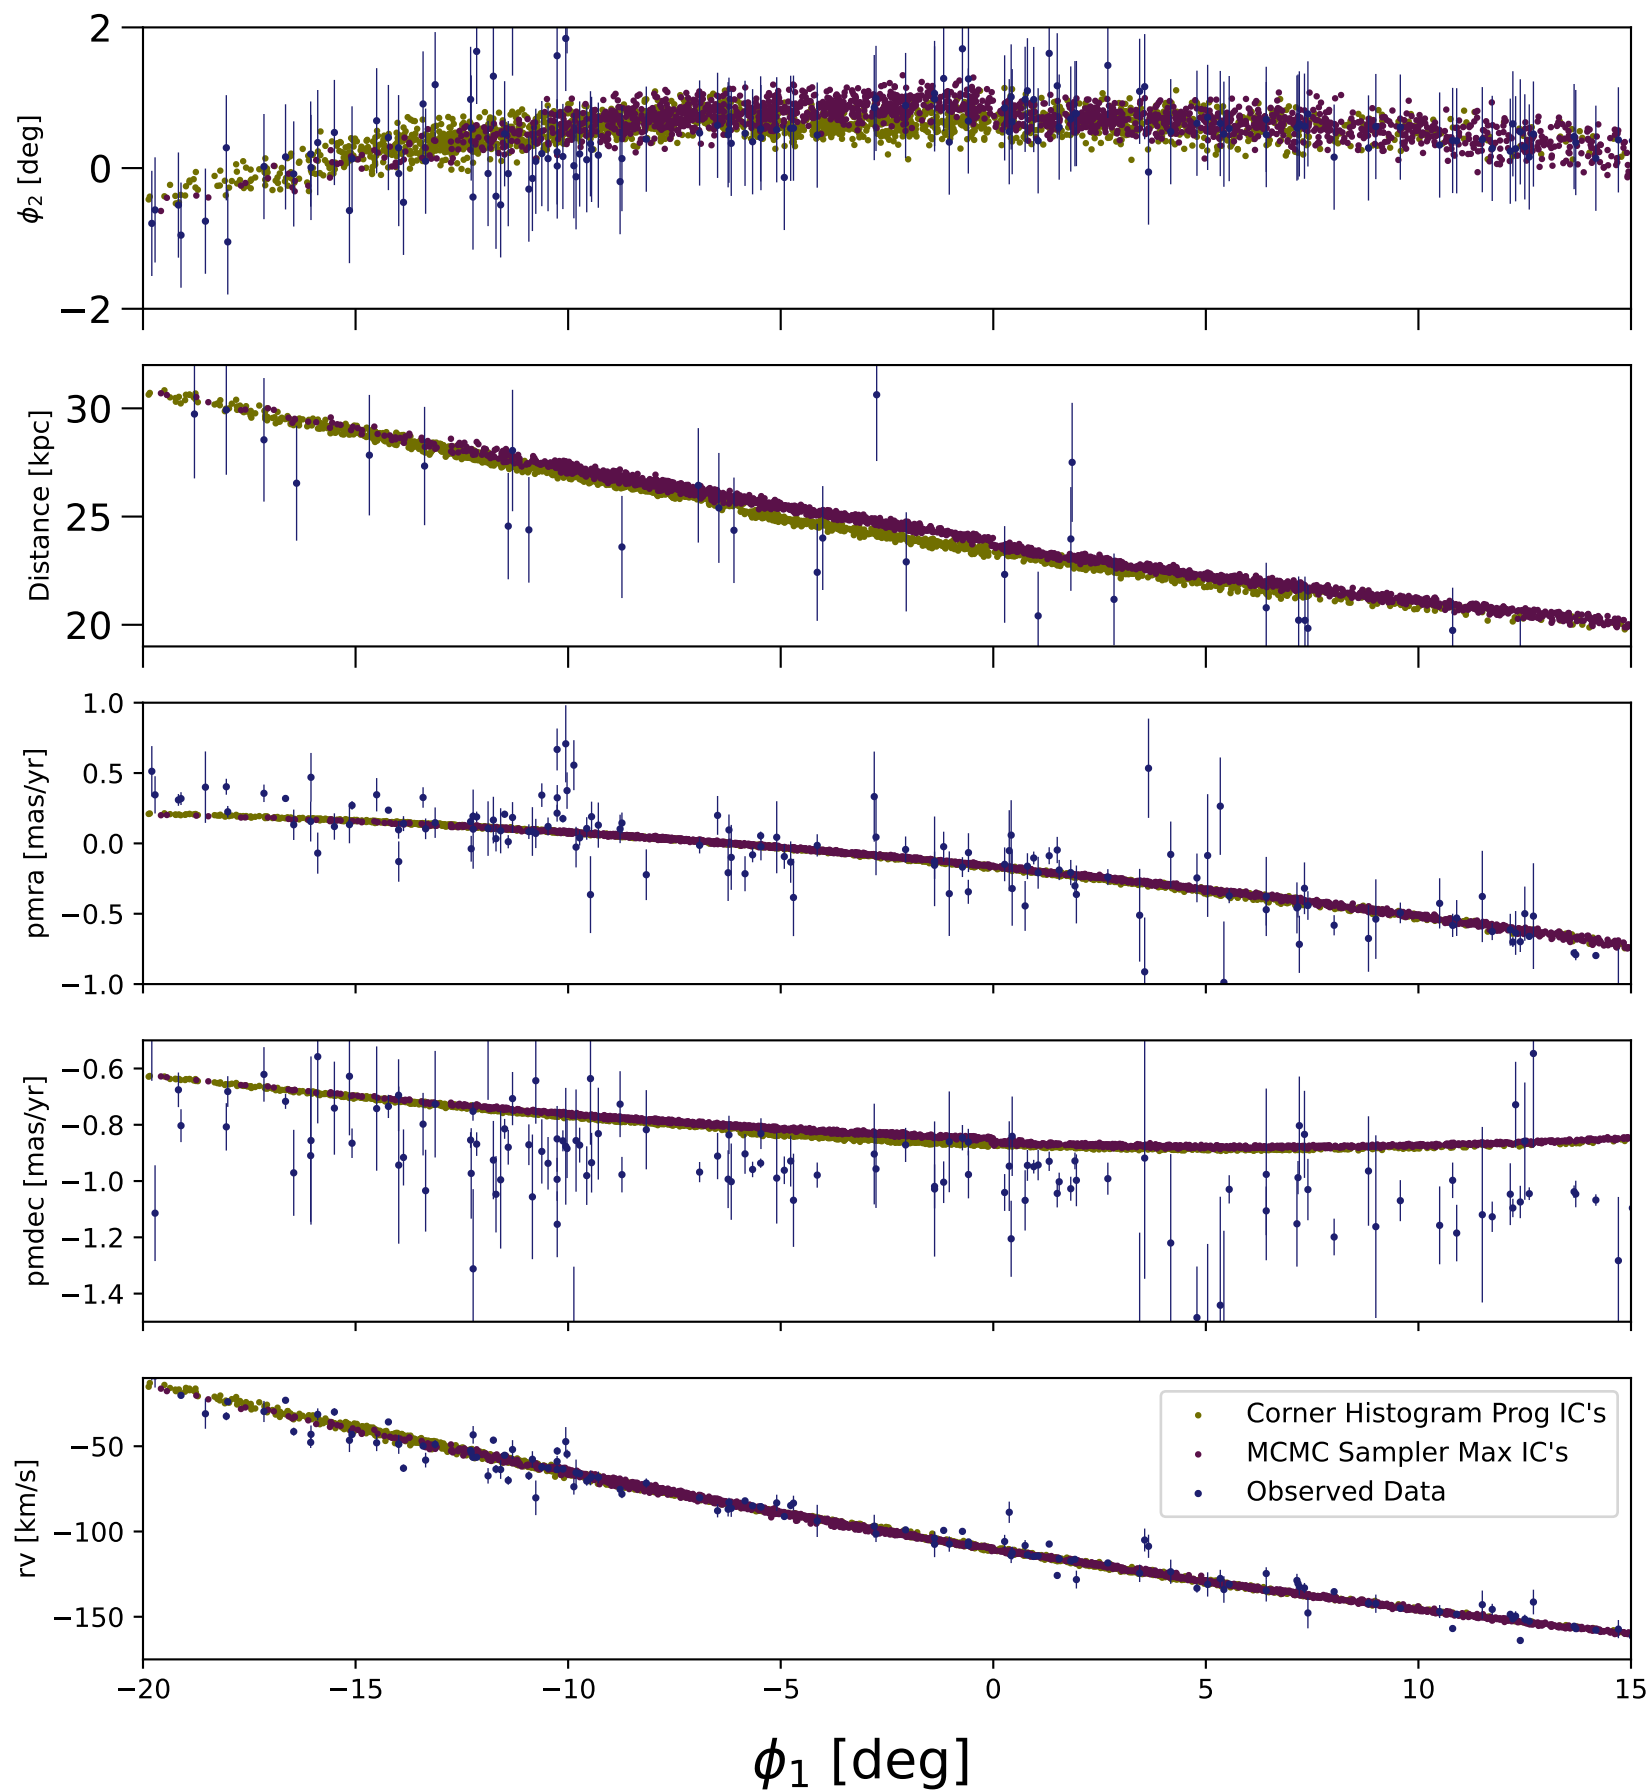 2
0
−2
ϕ2 [deg]
30
25
20
Distance [kpc]
1.0
0.5
0.0
−0.5
−1.0
pmra [mas/yr]
−0.6
−0.8
−1.0
−1.2
−1.4
pmdec [mas/yr]
Corner Histogram Prog IC's
MCMC Sampler Max IC's
Observed Data
−50
−100
−150
rv [km/s]
−20 −15 −10 −5 0 5 10 15
ϕ1 [deg]